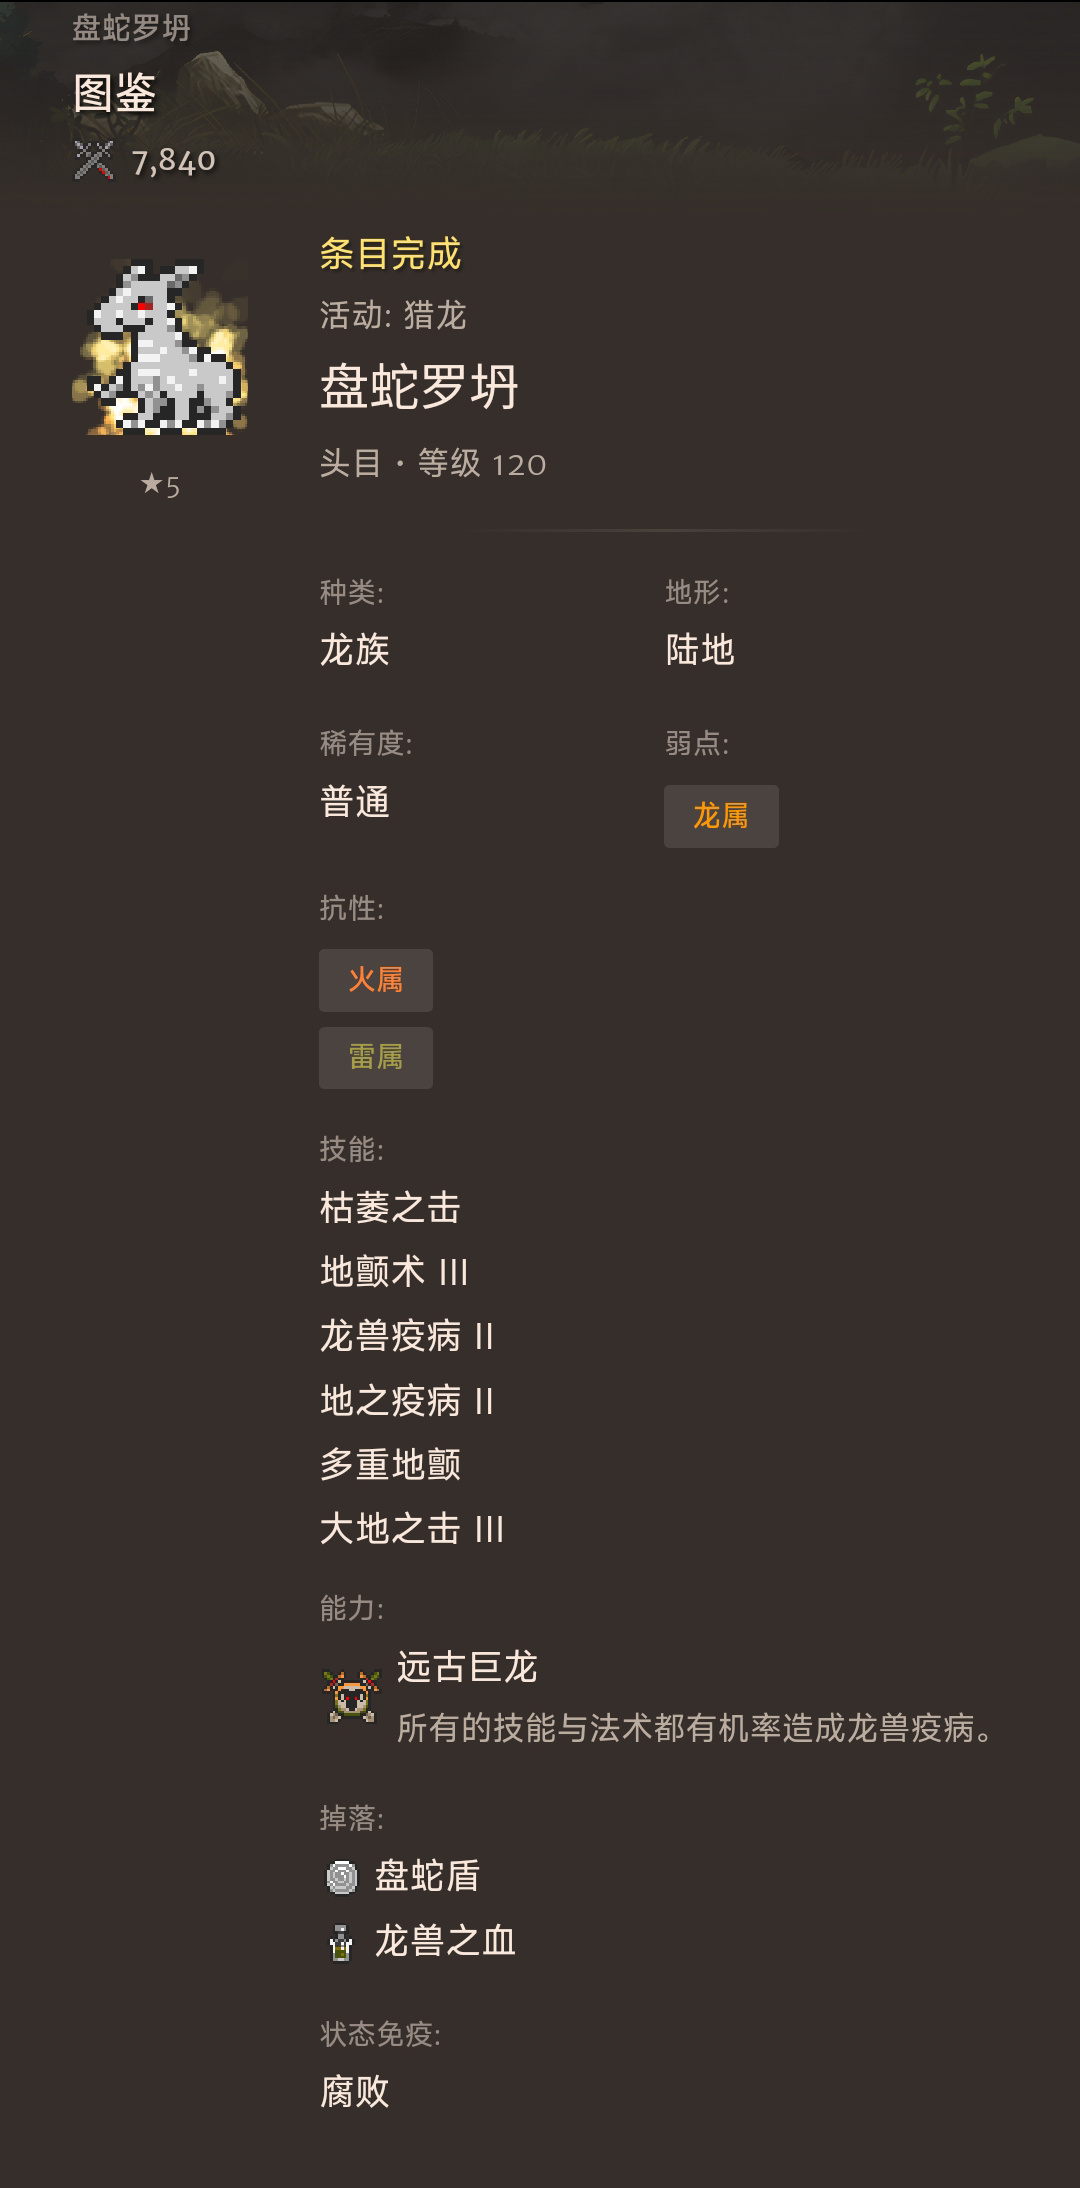 盘蛇罗坍
图鉴
7,840
条目完成
活动: 猎龙
盘蛇罗坍
★5
头目・等级 120
种类:
龙族
地形:
陆地
稀有度:
普通
弱点:
龙属
抗性:
火属
雷属
技能:
枯萎之击
地颤术 III
龙兽疫病 II
地之疫病 II
多重地颤
大地之击 III
能力:
远古巨龙
所有的技能与法术都有机率造成龙兽疫病。
掉落:
盘蛇盾
龙兽之血
状态免疫:
腐败